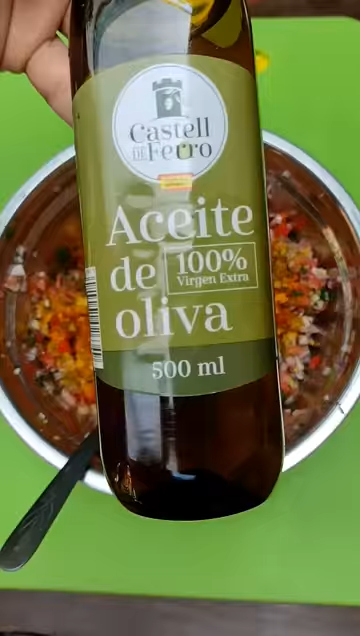 Castell
DE Ferro
Aceite
de 100%
Virgen Extra
oliva
500 ml